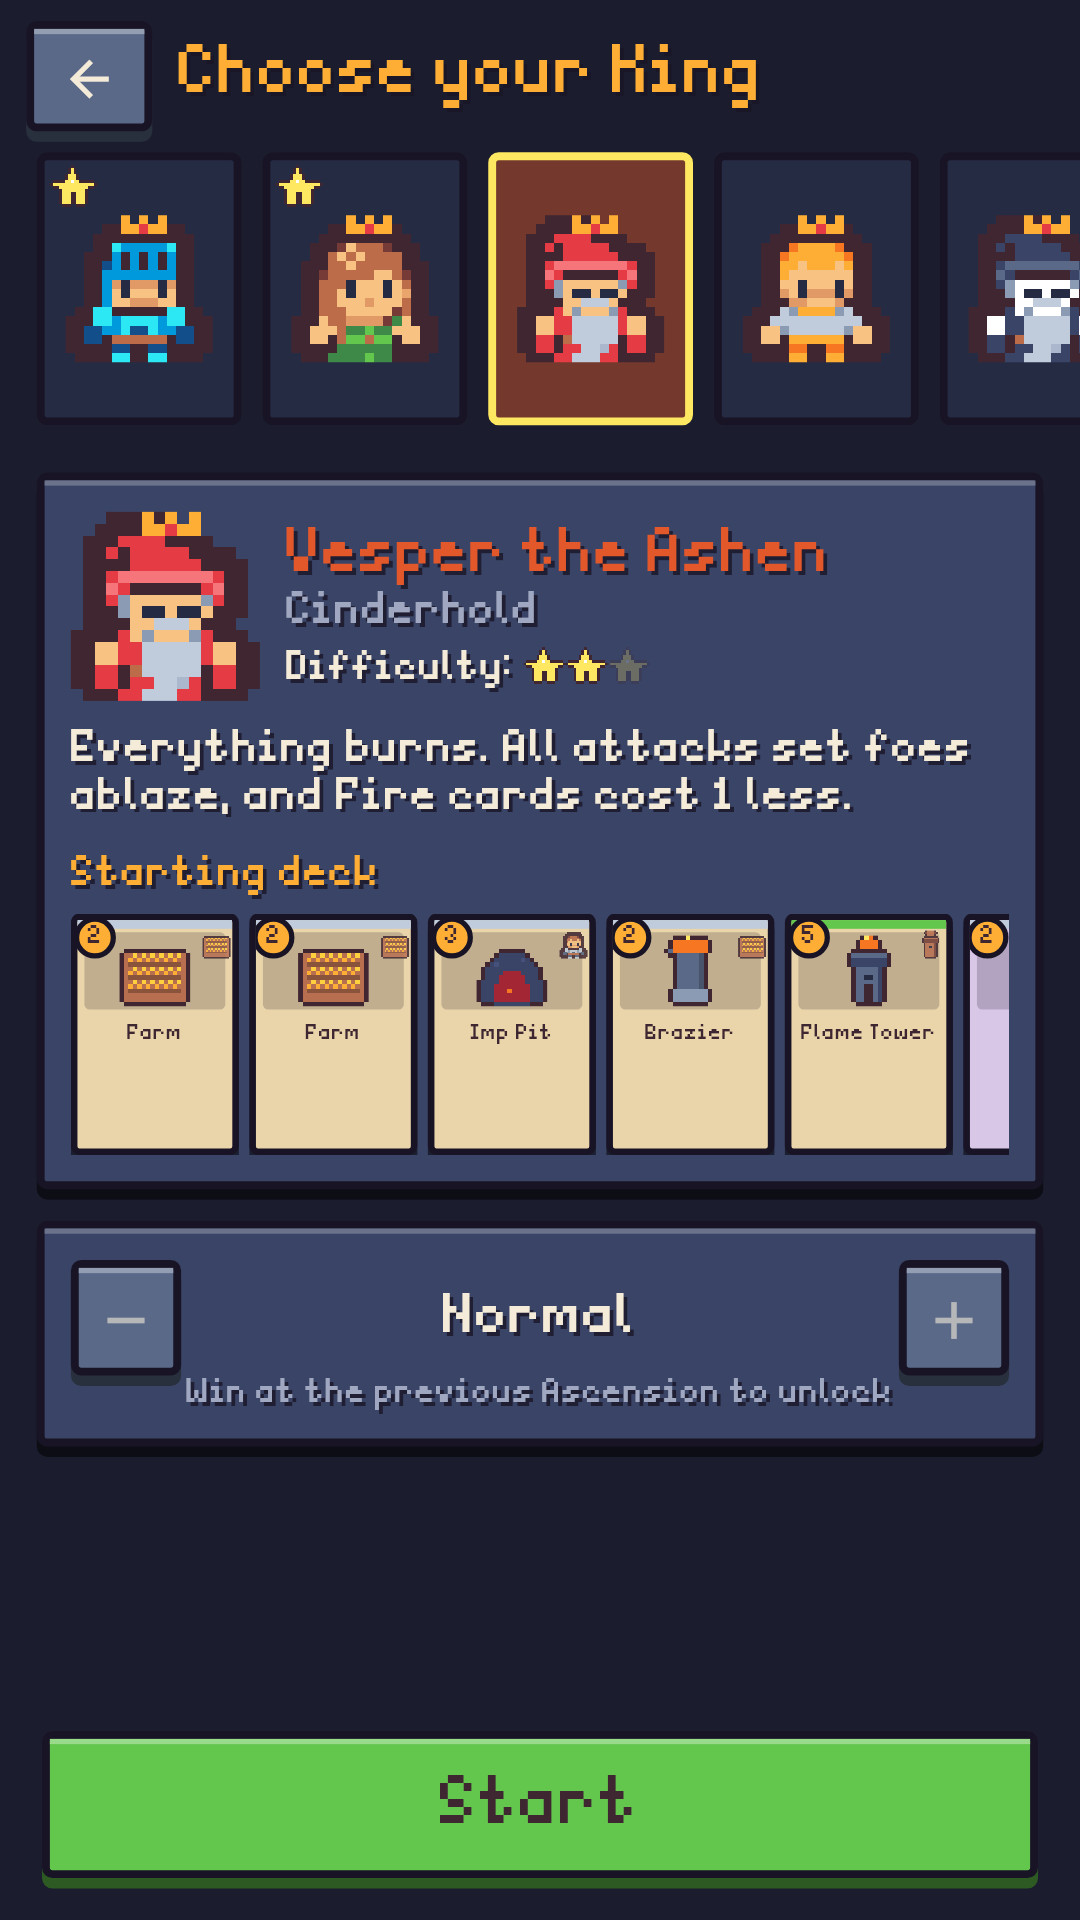 Choose your King
Vesper the Ashen
Cinderhold
Difficulty:
Everything burns. All attacks set foes
ablaze, and Fire cards cost 1 less.
Starting deck
2 2 3 2 5 2
Farm Farm Imp Pit Brazier Flame Tower
Normal
Win at the previous Ascension to unlock
Start